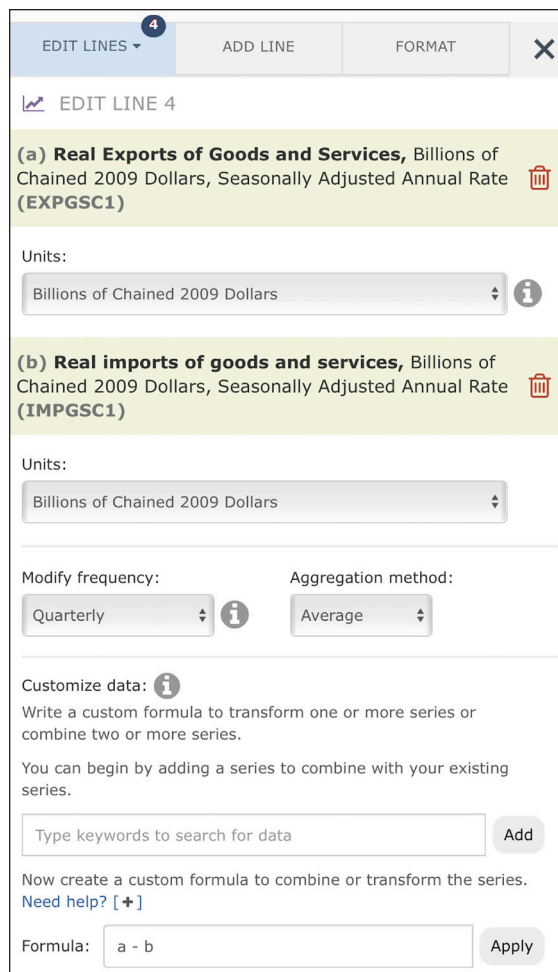 4
EDIT LINES ADD LINE FORMAT
EDIT LINE 4
(a) Real Exports of Goods and Services, Billions of
Chained 2009 Dollars, Seasonally Adjusted Annual Rate
(EXPGSC1)
Units:
Billions of Chained 2009 Dollars
(b) Real imports of goods and services, Billions of
Chained 2009 Dollars, Seasonally Adjusted Annual Rate
(IMPGSC1)
Units:
Billions of Chained 2009 Dollars
Modify frequency: Aggregation method:
Quarterly Average
Customize data:
Write a custom formula to transform one or more series or
combine two or more series.
You can begin by adding a series to combine with your existing
series.
Type keywords to search for data Add
Now create a custom formula to combine or transform the series.
Need help? [+]
Formula: a - b Apply